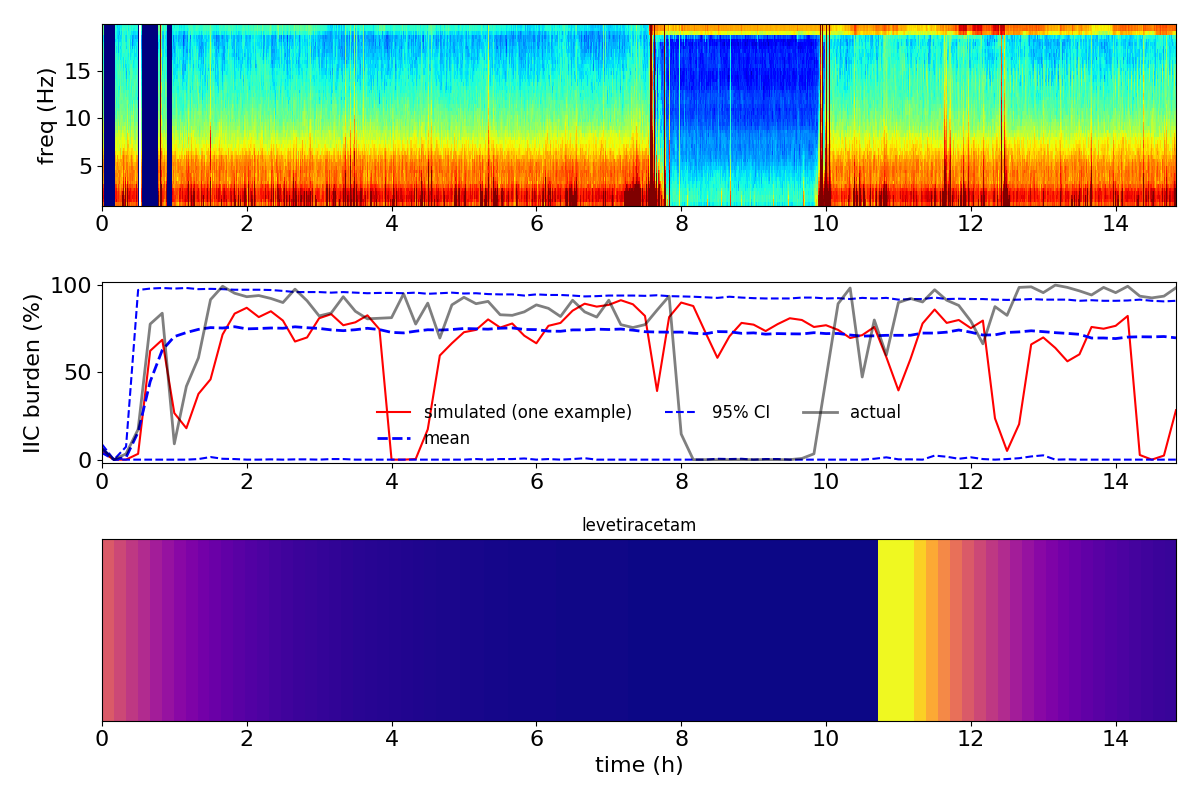 freq (Hz)
15
10
5
0 2 4 6 8 10 12 14
IIC burden (%)
100
50
0
simulated (one example) 95% CI actual
mean
0 2 4 6 8 10 12 14
levetiracetam
0 2 4 6 8 10 12 14
time (h)